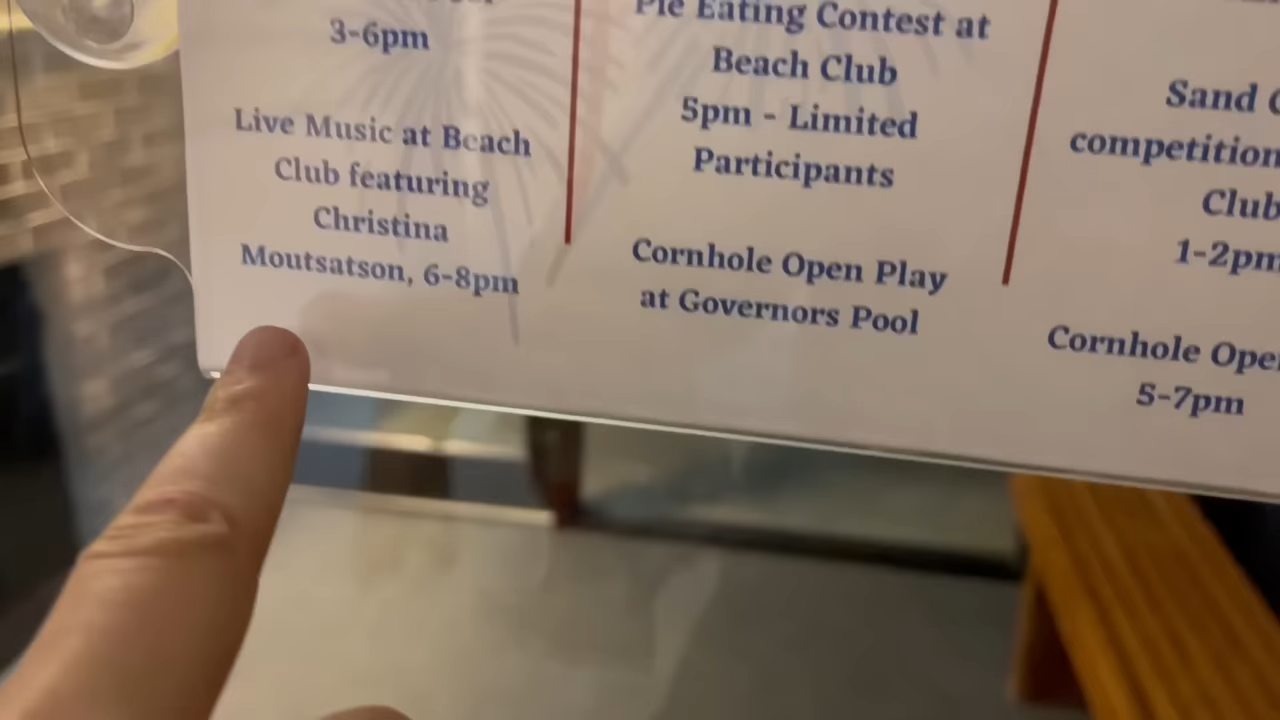 3-6pm
Live Music at Beach
Club featuring
Christina
Moutsatson, 6-8pm
Pie Eating Contest at
Beach Club
5pm - Limited
Participants
Cornhole Open Play
at Governors Pool
Sand
competition
Club
1-2pm
Cornhole Open
5-7pm